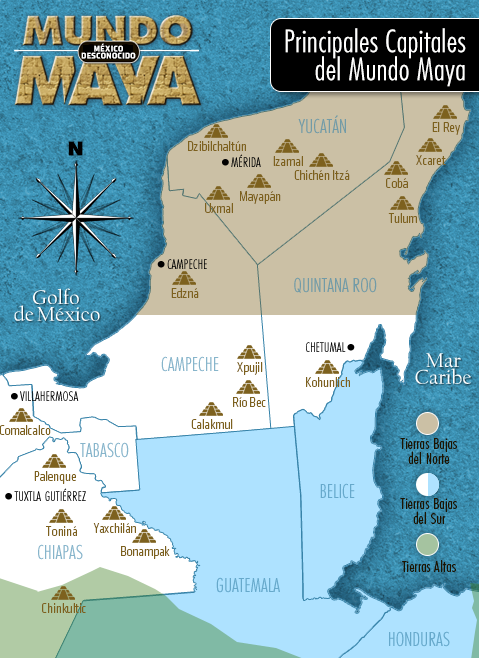 MUNDO
MÉXICO
DESCONOCIDO
MAYA
Principales Capitales
del Mundo Maya
N
Golfo
de México
YUCATÁN
Dzibilchaltún
MÉRIDA
Izamal
Chichén Itzá
Mayapán
Uxmal
El Rey
Xcaret
Cobá
Tulum
CAMPECHE
Edzná
QUINTANA ROO
CAMPECHE
Xpujil
Río Bec
Calakmul
CHETUMAL
Kohunlich
Mar
Caribe
VILLAHERMOSA
Comalcalco
TABASCO
Palenque
TUXTLA GUTIÉRREZ
Toniná
Yaxchilán
Bonampak
CHIAPAS
Chinkultic
BELICE
GUATEMALA
HONDURAS
Tierras Bajas
del Norte
Tierras Bajas
del Sur
Tierras Altas